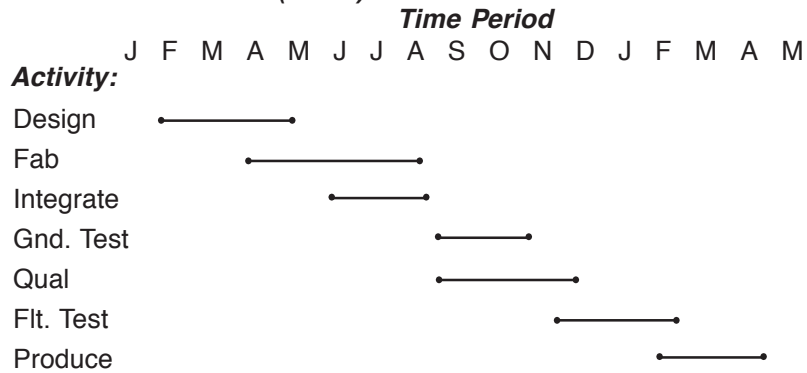 Time Period
J F M A M J J A S O N D J F M A M
Activity:
Design
Fab
Integrate
Gnd. Test
Qual
Flt. Test
Produce